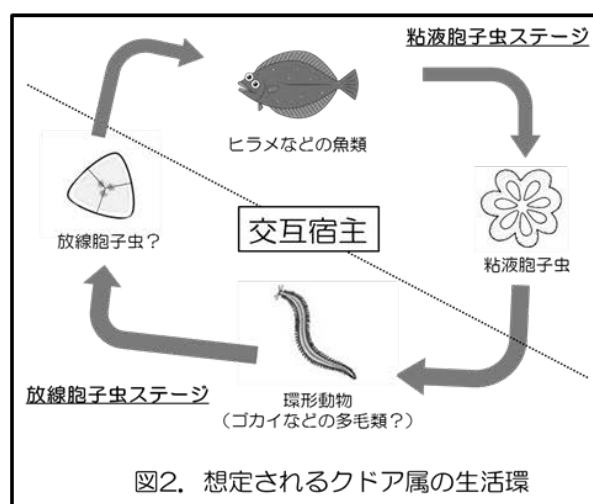 粘液胞子虫ステージ
ヒラメなどの魚類
放線胞子虫？
交互宿主
粘液胞子虫
放線胞子虫ステージ
環形動物
（ゴカイなどの多毛類？）
図2．想定されるクドア属の生活環